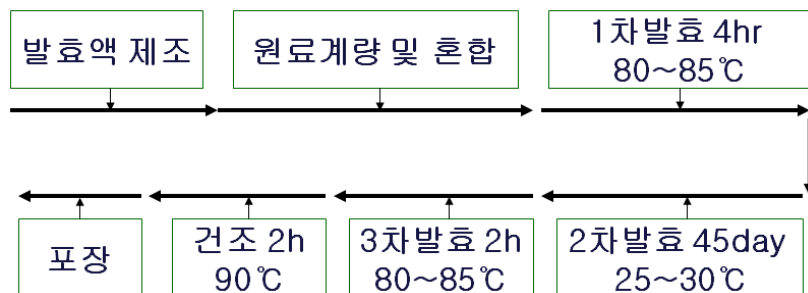 발효액 제조
원료계량 및 혼합
1차발효 4hr
80~85℃
2차발효 45day
25~30℃
3차발효 2h
80~85℃
건조 2h
90℃
포장